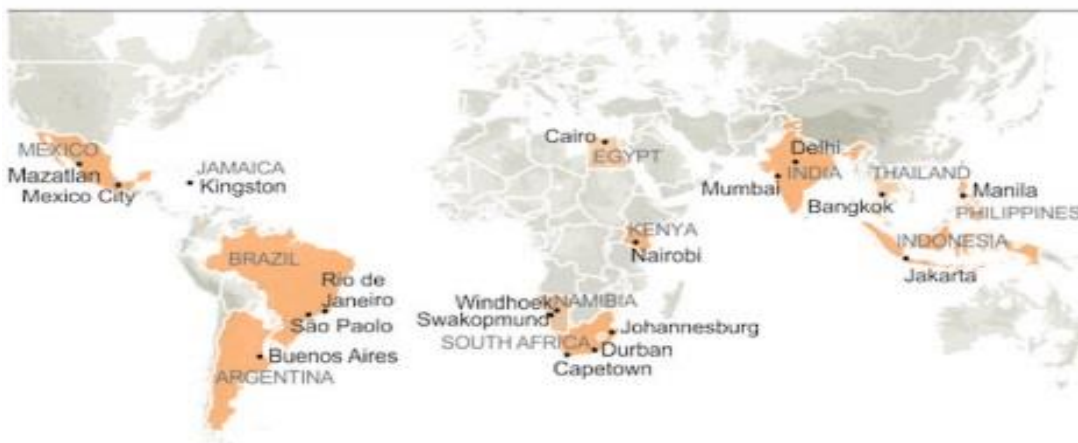 MEXICO
Mazatlan
Mexico City
JAMAICA
Kingston
BRAZIL
Rio de
Janeiro
São Paolo
Buenos Aires
ARGENTINA
Cairo
EGYPT
KENYA
Nairobi
Windhoek
NAMIBIA
Swakopmund
SOUTH AFRICA
Johannesburg
Durban
Capetown
Delhi
INDIA
Mumbai
THAILAND
Bangkok
Manila
PHILIPPINES
INDONESIA
Jakarta